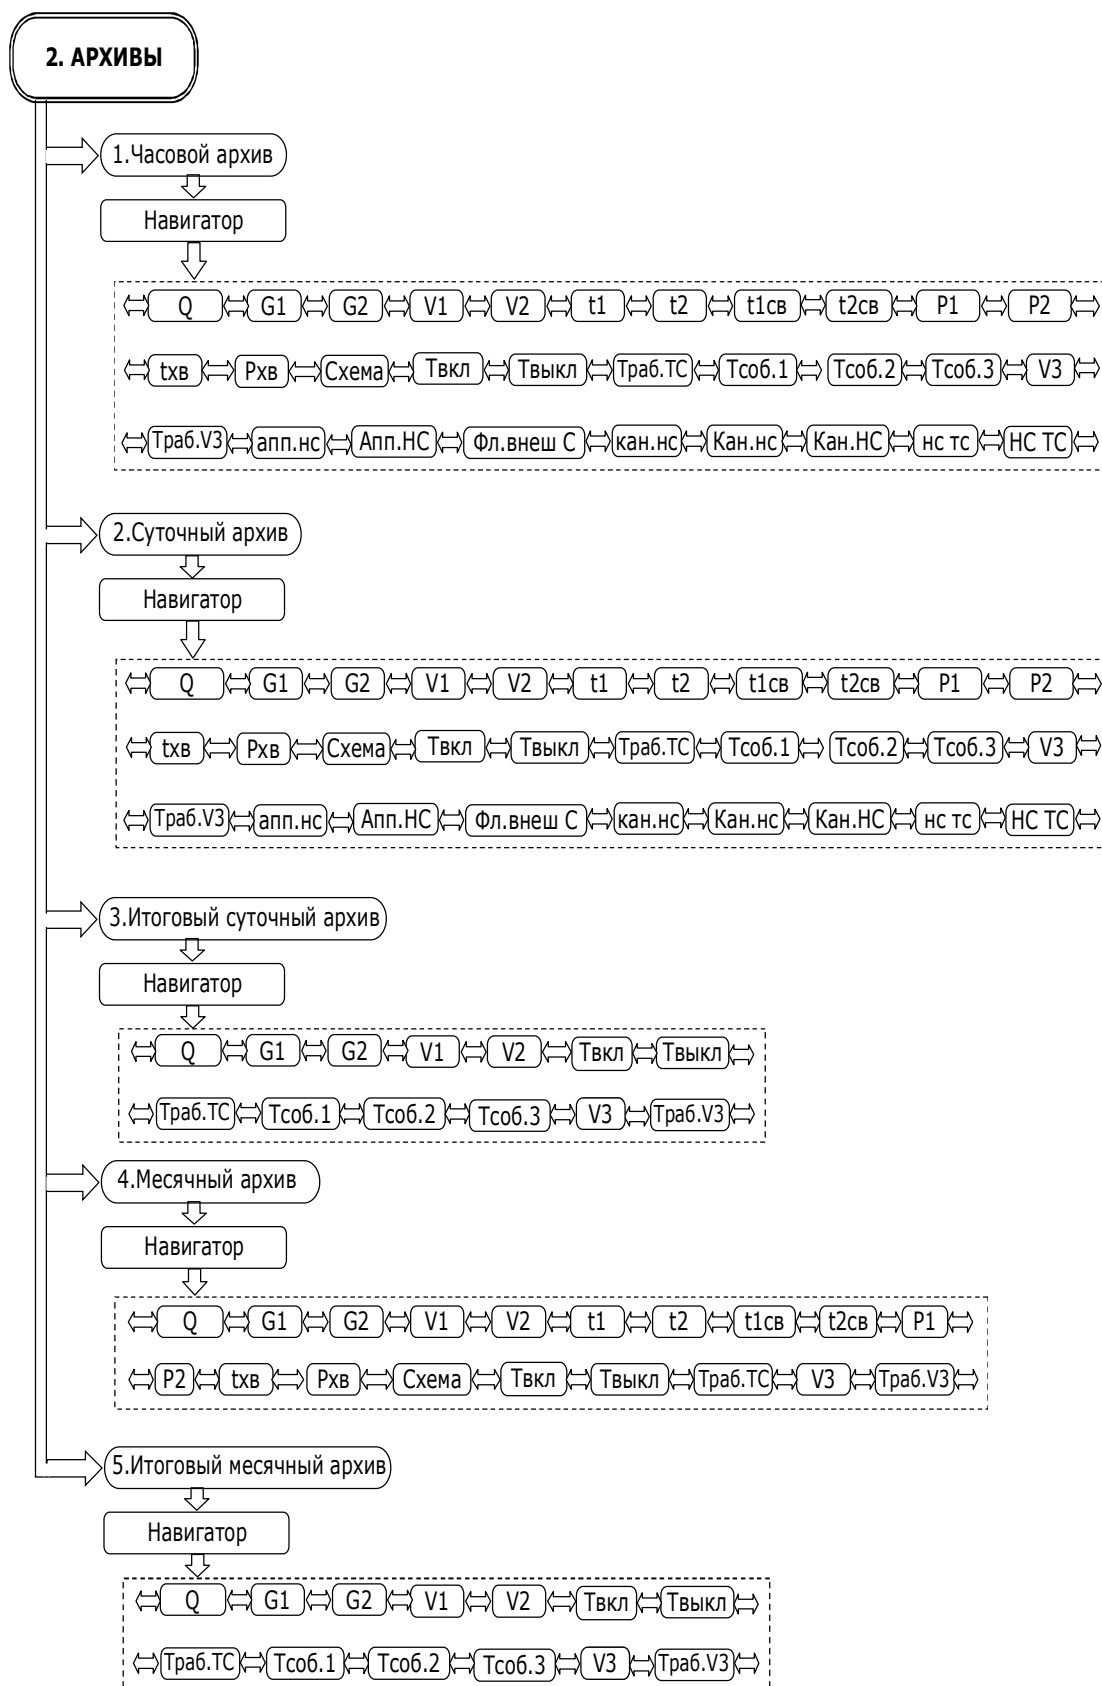 2. АРХИВЫ
1.Часовой архив
Навигатор
Q G1 G2 V1 V2 t1 t2 t1св t2св P1 P2
tхв Рхв Схема Твкл Твыкл Траб.ТС Тсоб.1 Тсоб.2 Тсоб.3 V3
Траб.V3 апп.нс Апп.НС Фл.внеш С кан.нс Кан.нс Кан.НС нс тс НС ТС
2.Суточный архив
Навигатор
Q G1 G2 V1 V2 t1 t2 t1св t2св P1 P2
tхв Рхв Схема Твкл Твыкл Траб.ТС Тсоб.1 Тсоб.2 Тсоб.3 V3
Траб.V3 апп.нс Апп.НС Фл.внеш С кан.нс Кан.нс Кан.НС нс тс НС ТС
3.Итоговый суточный архив
Навигатор
Q G1 G2 V1 V2 Твкл Твыкл
Траб.ТС Тсоб.1 Тсоб.2 Тсоб.3 V3 Траб.V3
4.Месячный архив
Навигатор
Q G1 G2 V1 V2 t1 t2 t1св t2св P1
P2 tхв Рхв Схема Твкл Твыкл Траб.ТС V3 Траб.V3
5.Итоговый месячный архив
Навигатор
Q G1 G2 V1 V2 Твкл Твыкл
Траб.ТС Тсоб.1 Тсоб.2 Тсоб.3 V3 Траб.V3